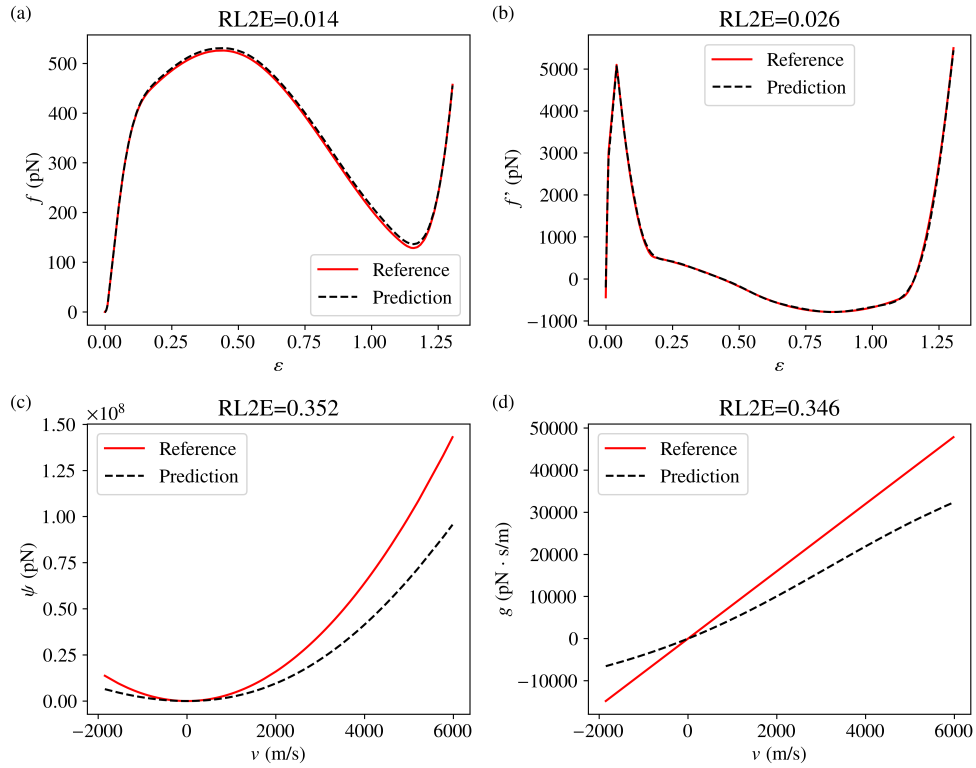 (a)
RL2E=0.014
f (pN)
500
400
300
200
100
0
Reference
Prediction
0.00 0.25 0.50 0.75 1.00 1.25
ε
(b)
RL2E=0.026
f’ (pN)
5000
4000
3000
2000
1000
0
−1000
Reference
Prediction
0.00 0.25 0.50 0.75 1.00 1.25
ε
(c)
RL2E=0.352
×10⁸
ψ (pN)
1.50
1.25
1.00
0.75
0.50
0.25
0.00
Reference
Prediction
−2000 0 2000 4000 6000
v (m/s)
(d)
RL2E=0.346
g (pN · s/m)
50000
40000
30000
20000
10000
0
−10000
Reference
Prediction
−2000 0 2000 4000 6000
v (m/s)